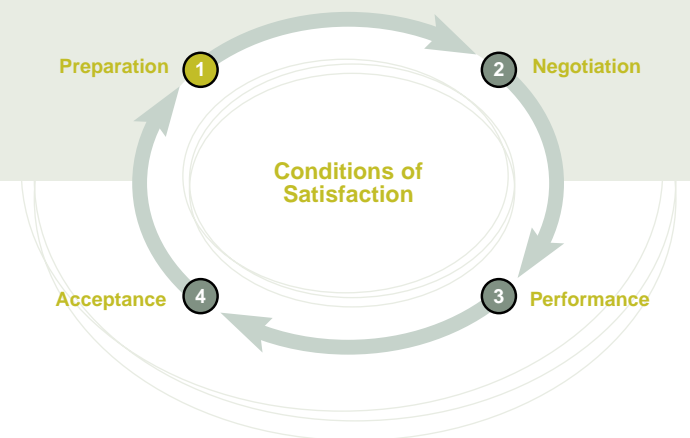 Preparation 1
2 Negotiation
Conditions of
Satisfaction
Acceptance 4
3 Performance